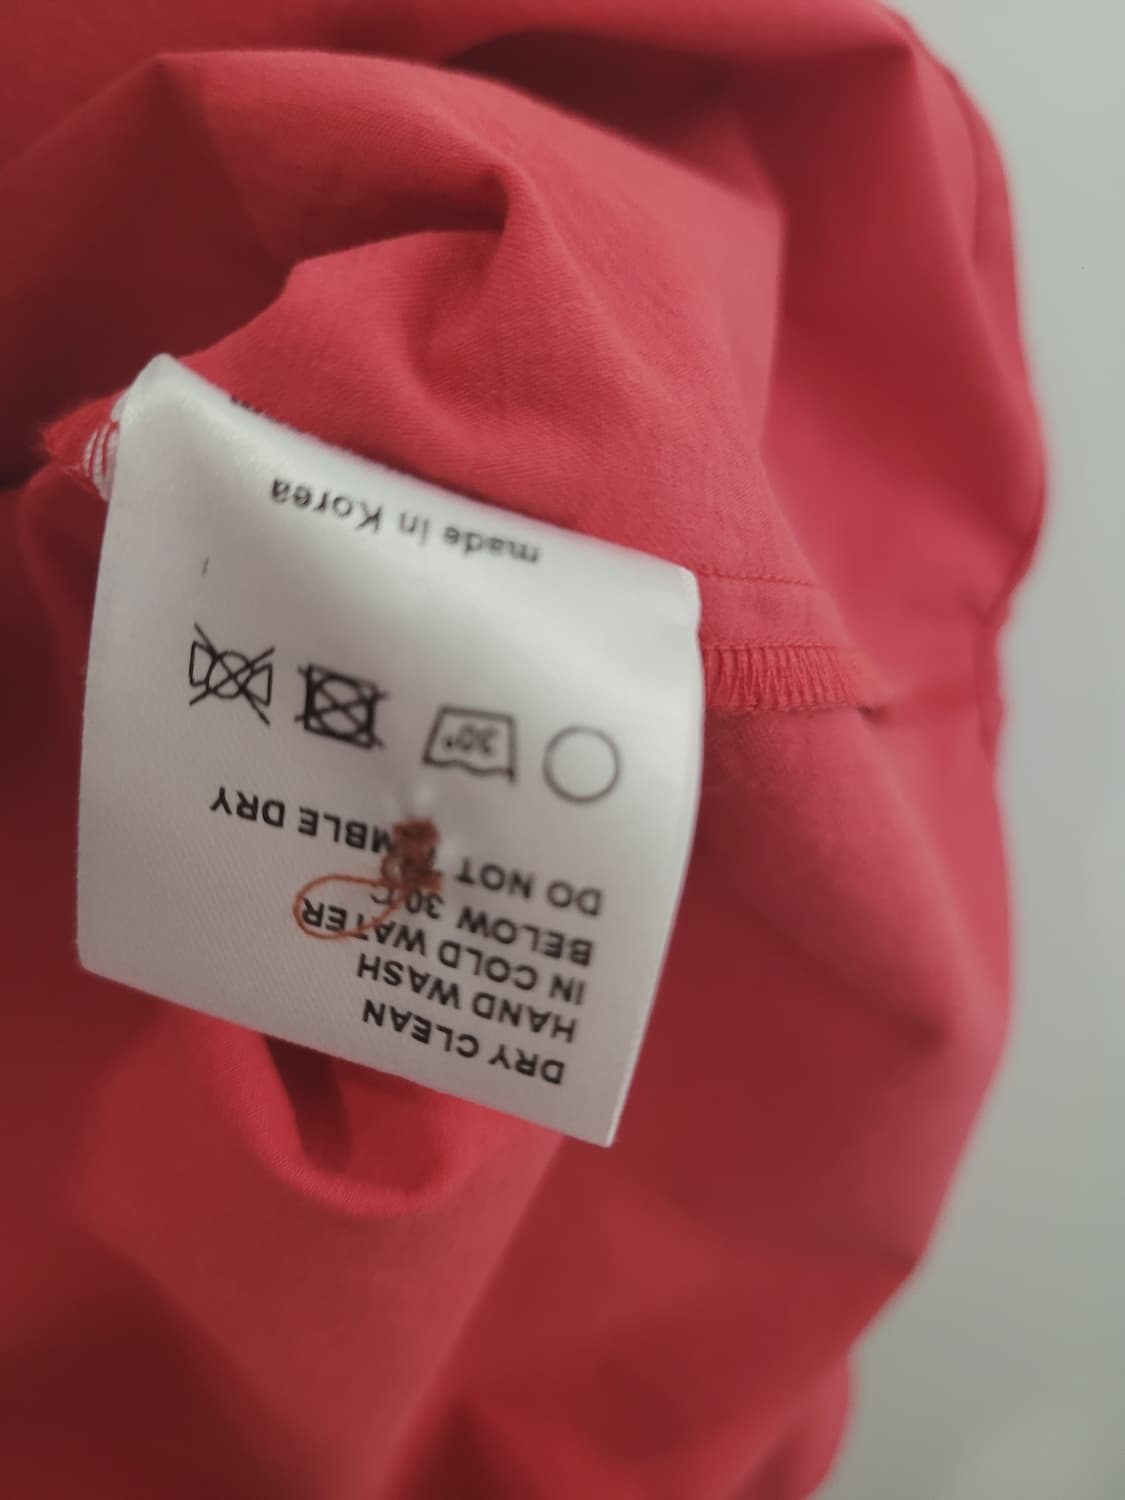 DRY CLEAN
HAND WASH
IN COLD WATER
BELOW 30°C
DO NOT TUMBLE DRY
30°
made in Korea